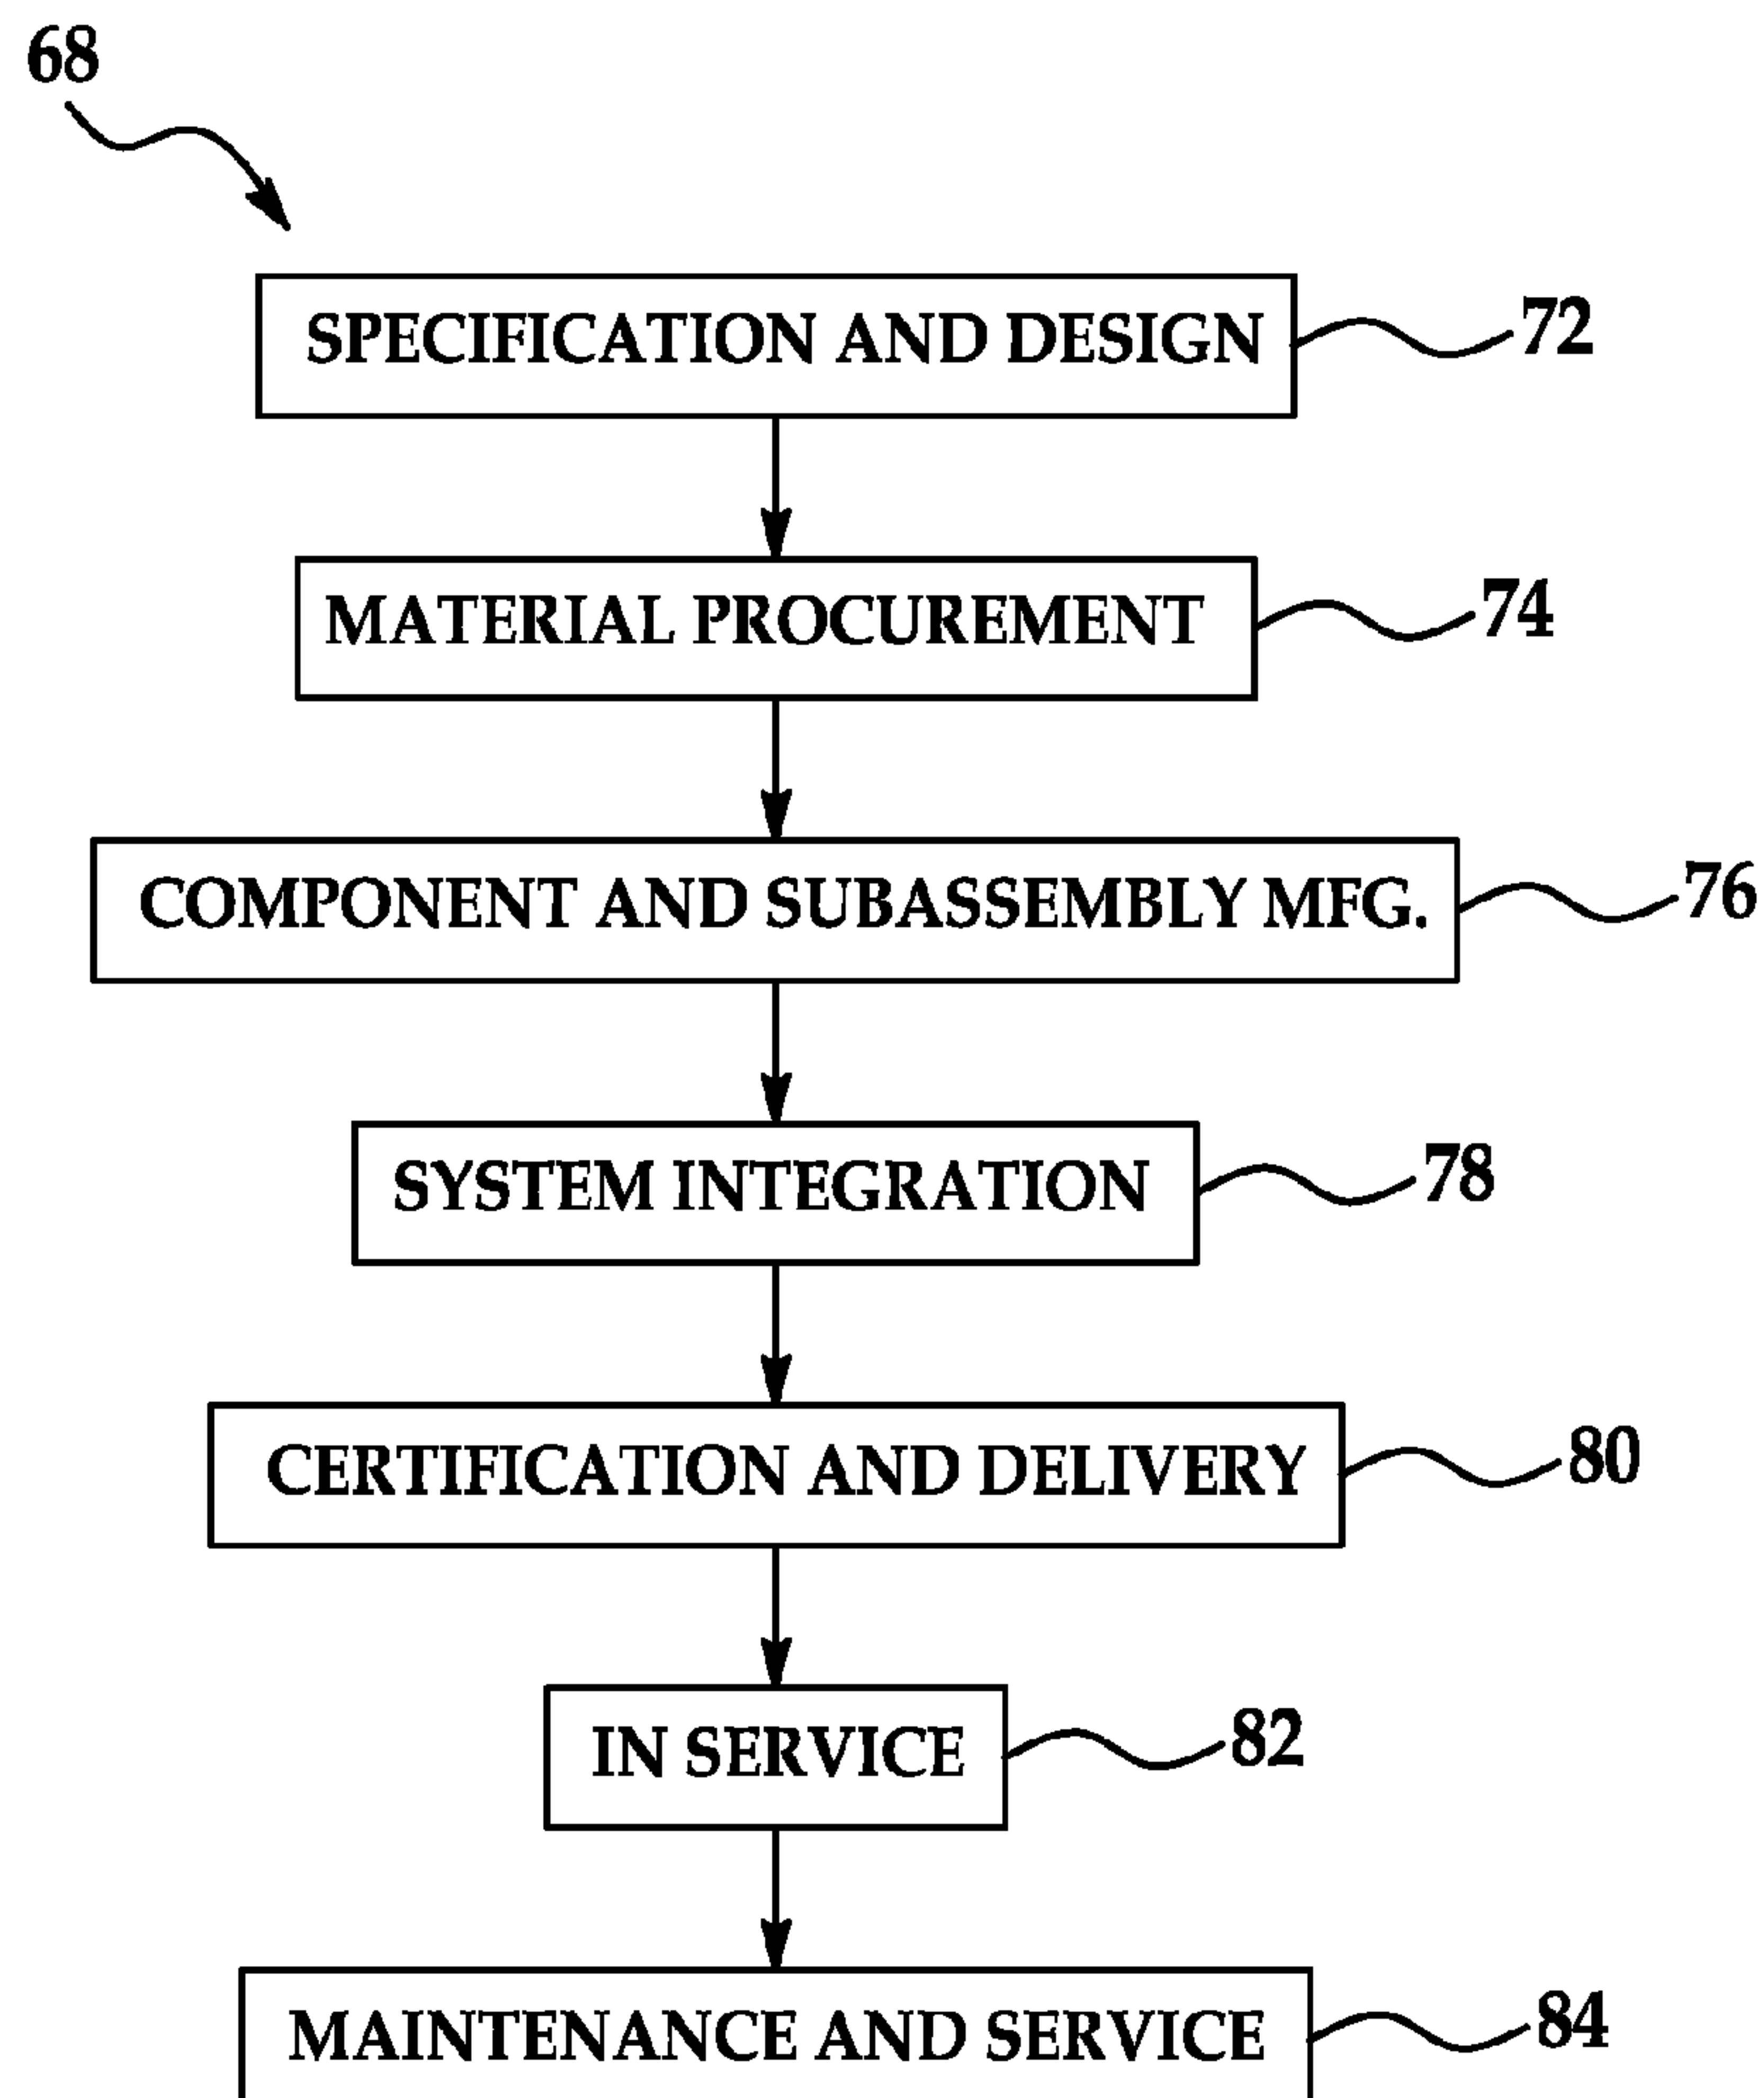 68
SPECIFICATION AND DESIGN 72
MATERIAL PROCUREMENT 74
COMPONENT AND SUBASSEMBLY MFG. 76
SYSTEM INTEGRATION 78
CERTIFICATION AND DELIVERY 80
IN SERVICE 82
MAINTENANCE AND SERVICE 84